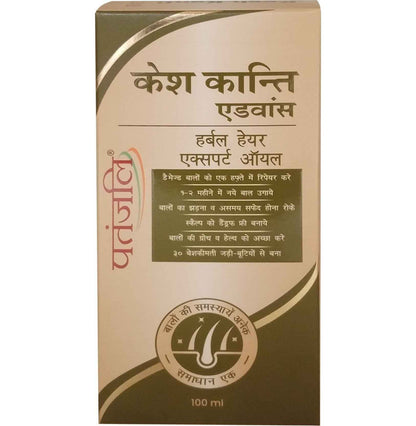 केश कान्ति
एडवांस
हर्बल हेयर
एक्सपर्ट ऑयल
डैमेज्ड बालों को एक हफ्ते में रिपेयर करे
१-२ महीने में नये बाल उगाये
बालों का झड़ना व असमय सफेद होना रोके
स्कैल्प को डैंड्रफ फ्री बनाये
बालों की ग्रोथ व हेल्थ को अच्छा करे
३० बेशकीमती जड़ी-बूटियों से बना
पतंजलि®
बालों की समस्यायें अनेक
समाधान एक
100 ml